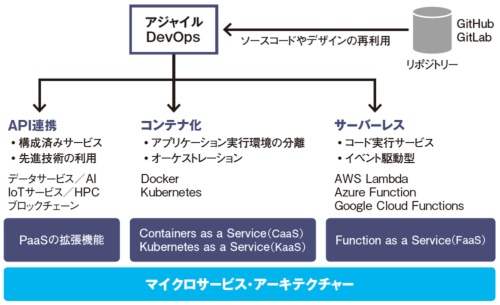 アジャイル
DevOps
ソースコードやデザインの再利用
GitHub
GitLab
リポジトリー
API連携
・構成済みサービス
・先進技術の利用
データサービス／AI
IoTサービス／HPC
ブロックチェーン
PaaSの拡張機能
コンテナ化
・アプリケーション実行環境の分離
・オーケストレーション
Docker
Kubernetes
Containers as a Service（CaaS）
Kubernetes as a Service（KaaS）
サーバーレス
・コード実行サービス
・イベント駆動型
AWS Lambda
Azure Function
Google Cloud Functions
Function as a Service（FaaS）
マイクロサービス・アーキテクチャー